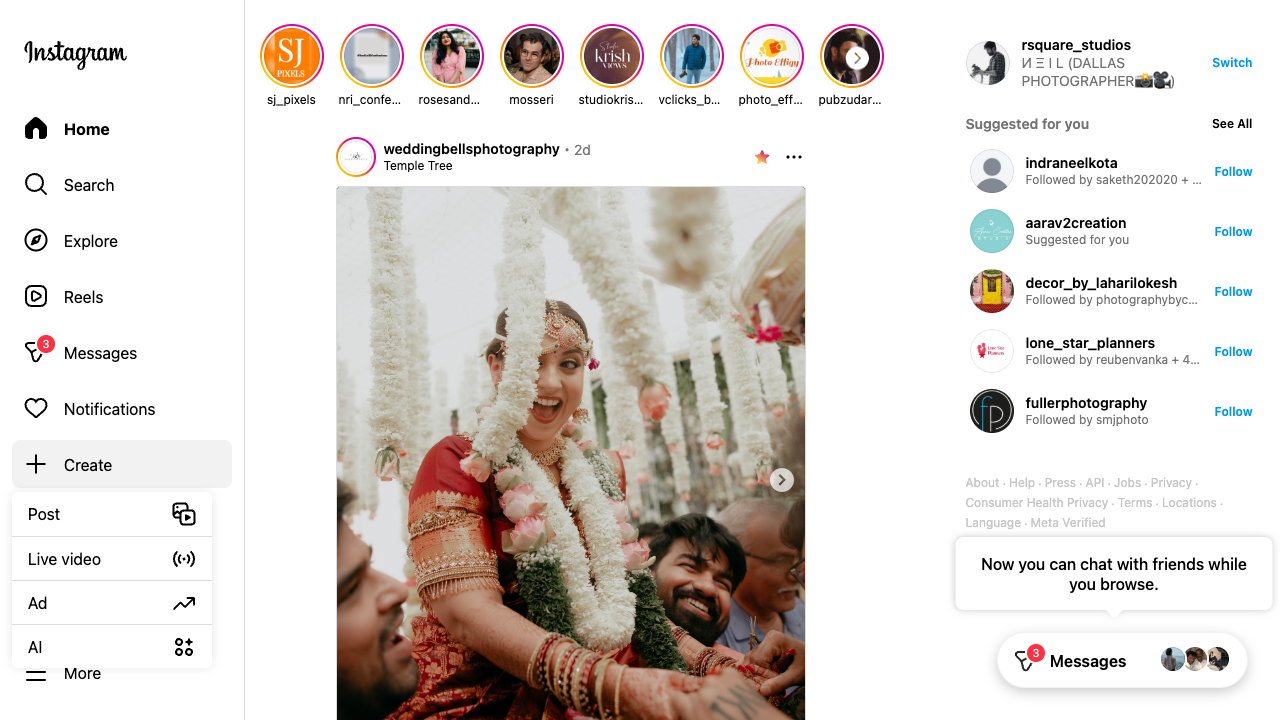 Instagram
Home
Search
Explore
Reels
3
Messages
Notifications
Create
Post
Live video
Ad
AI
More
SJ
PIXELS
krish
VIEWS
Photo Effigy
sj_pixels
nri_confe...
rosesand...
mosseri
studiokris...
vclicks_b...
photo_eff...
pubzudar...
weddingbellsphotography • 2d
Temple Tree
rsquare_studios
И Ξ I L (DALLAS
PHOTOGRAPHER📸🎥)
Switch
Suggested for you
See All
indraneelkota
Followed by saketh202020 + ...
Follow
aarav2creation
Suggested for you
Follow
decor_by_laharilokesh
Followed by photographybyc...
Follow
lone_star_planners
Followed by reubenvanka + 4...
Follow
fp
fullerphotography
Followed by smjphoto
Follow
About · Help · Press · API · Jobs · Privacy ·
Consumer Health Privacy · Terms · Locations ·
Language · Meta Verified
Now you can chat with friends while
you browse.
3
Messages